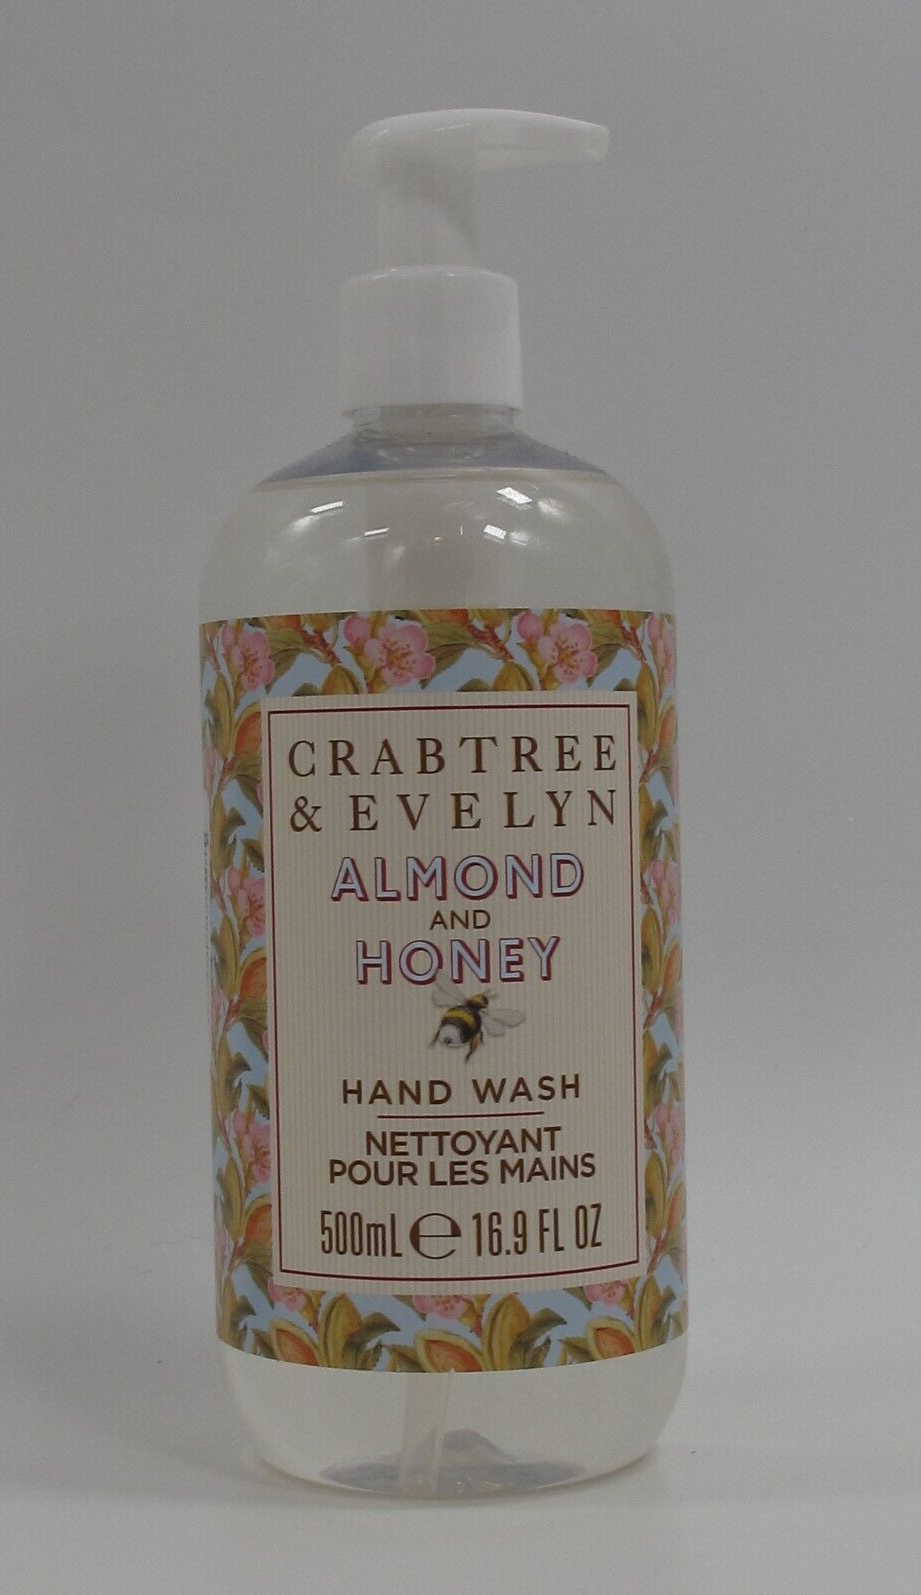 CRABTREE
& EVELYN
ALMOND
AND
HONEY
HAND WASH
NETTOYANT
POUR LES MAINS
500mL ℮ 16.9 FL OZ